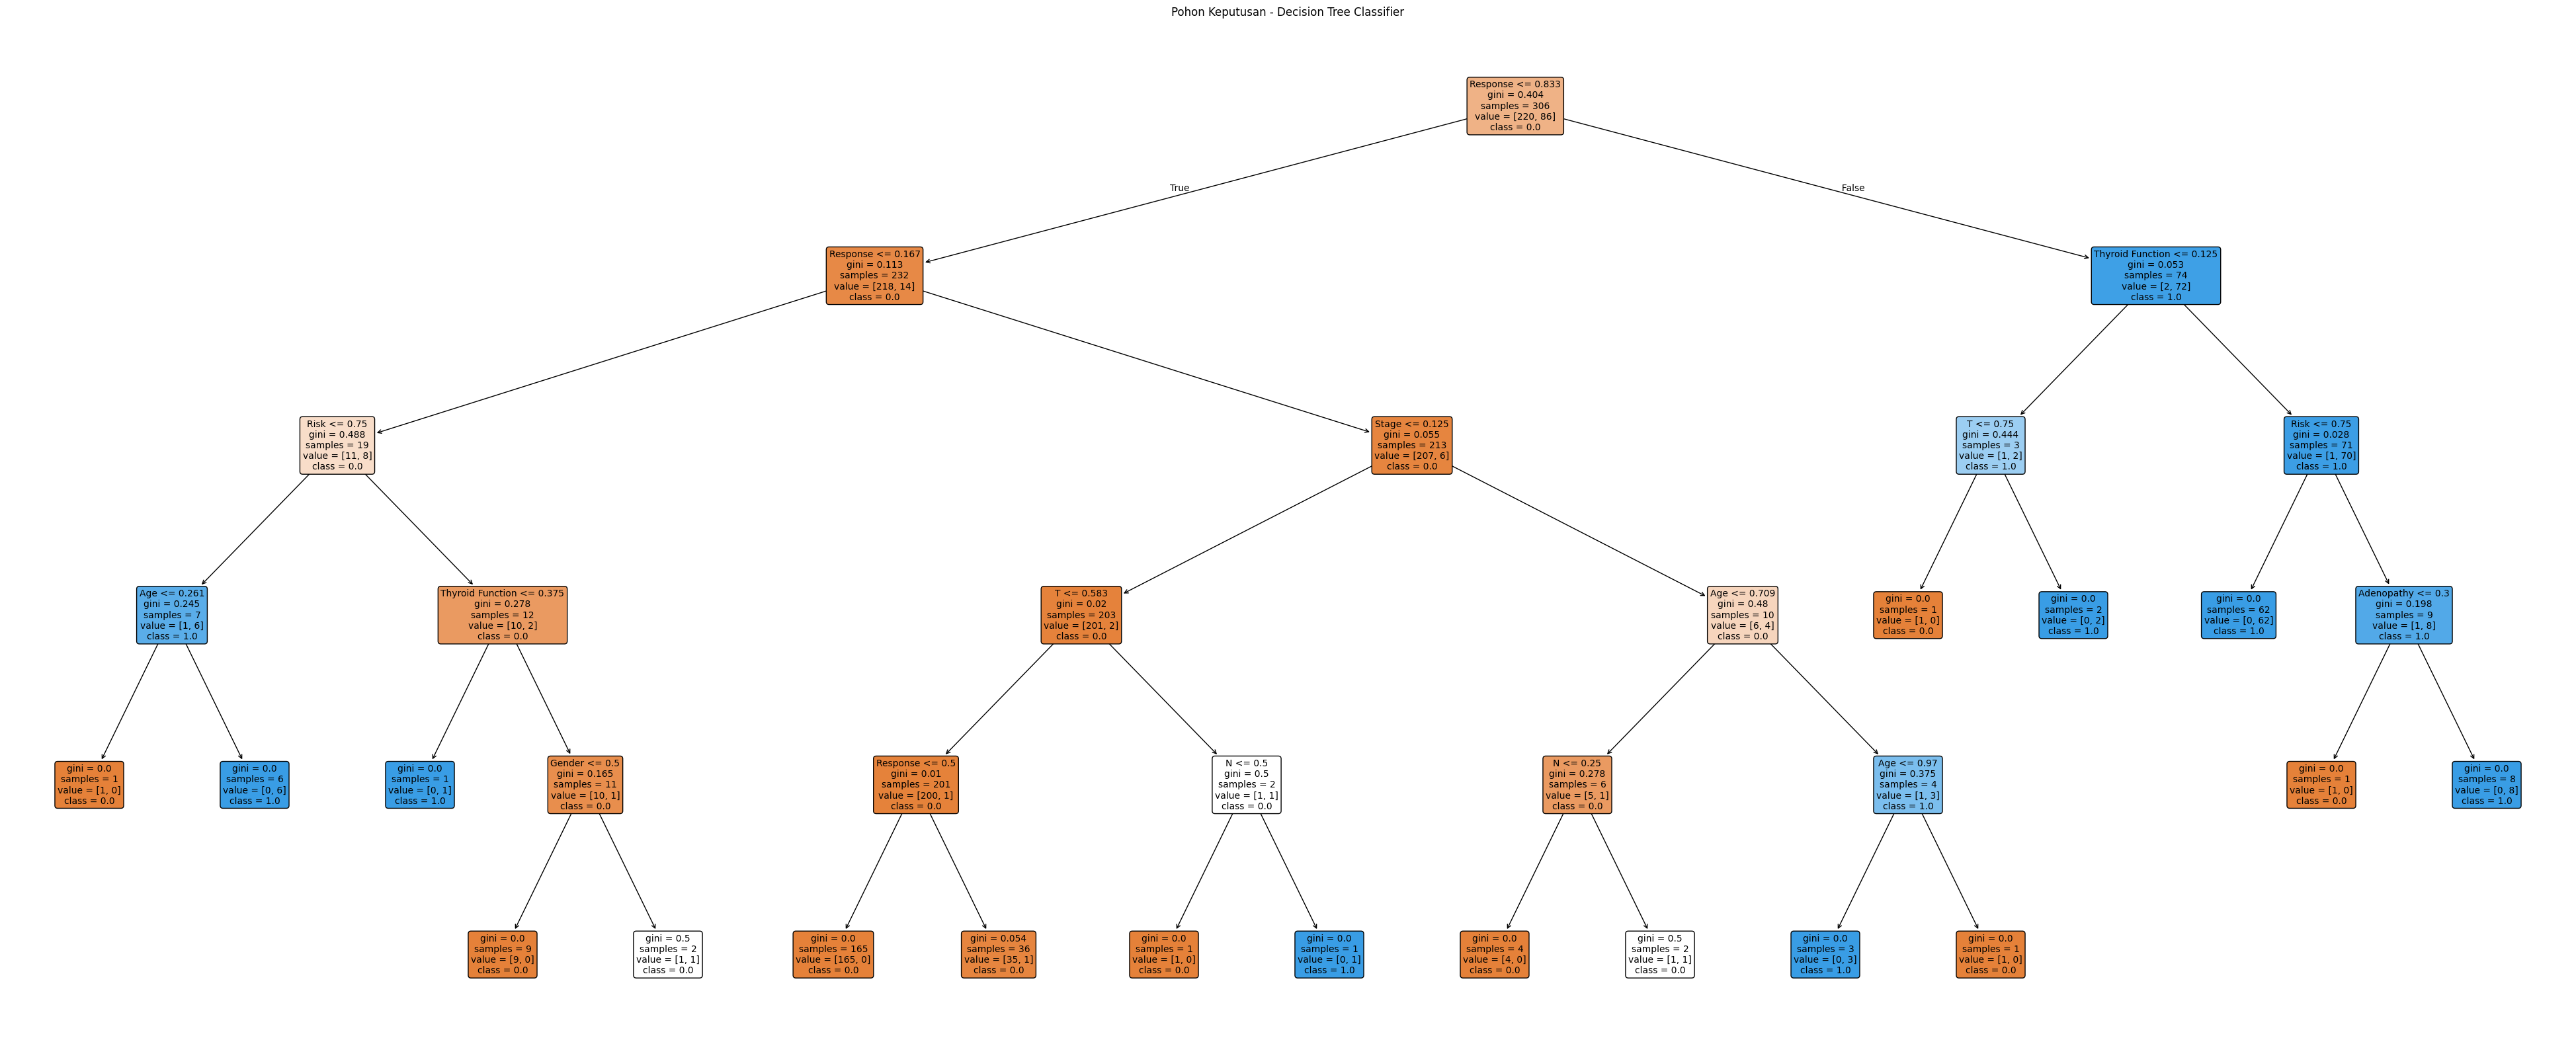 Pohon Keputusan - Decision Tree Classifier
Response <= 0.833
gini = 0.404
samples = 306
value = [220, 86]
class = 0.0
True
False
Response <= 0.167
gini = 0.113
samples = 232
value = [218, 14]
class = 0.0
Thyroid Function <= 0.125
gini = 0.053
samples = 74
value = [2, 72]
class = 1.0
Risk <= 0.75
gini = 0.488
samples = 19
value = [11, 8]
class = 0.0
Stage <= 0.125
gini = 0.055
samples = 213
value = [207, 6]
class = 0.0
T <= 0.75
gini = 0.444
samples = 3
value = [1, 2]
class = 1.0
Risk <= 0.75
gini = 0.028
samples = 71
value = [1, 70]
class = 1.0
Age <= 0.261
gini = 0.245
samples = 7
value = [1, 6]
class = 1.0
Thyroid Function <= 0.375
gini = 0.278
samples = 12
value = [10, 2]
class = 0.0
T <= 0.583
gini = 0.02
samples = 203
value = [201, 2]
class = 0.0
Age <= 0.709
gini = 0.48
samples = 10
value = [6, 4]
class = 0.0
gini = 0.0
samples = 1
value = [1, 0]
class = 0.0
gini = 0.0
samples = 2
value = [0, 2]
class = 1.0
gini = 0.0
samples = 62
value = [0, 62]
class = 1.0
Adenopathy <= 0.3
gini = 0.198
samples = 9
value = [1, 8]
class = 1.0
gini = 0.0
samples = 1
value = [1, 0]
class = 0.0
gini = 0.0
samples = 6
value = [0, 6]
class = 1.0
gini = 0.0
samples = 1
value = [0, 1]
class = 1.0
Gender <= 0.5
gini = 0.165
samples = 11
value = [10, 1]
class = 0.0
Response <= 0.5
gini = 0.01
samples = 201
value = [200, 1]
class = 0.0
N <= 0.5
gini = 0.5
samples = 2
value = [1, 1]
class = 0.0
N <= 0.25
gini = 0.278
samples = 6
value = [5, 1]
class = 0.0
Age <= 0.97
gini = 0.375
samples = 4
value = [1, 3]
class = 1.0
gini = 0.0
samples = 1
value = [1, 0]
class = 0.0
gini = 0.0
samples = 8
value = [0, 8]
class = 1.0
gini = 0.0
samples = 9
value = [9, 0]
class = 0.0
gini = 0.5
samples = 2
value = [1, 1]
class = 0.0
gini = 0.0
samples = 165
value = [165, 0]
class = 0.0
gini = 0.054
samples = 36
value = [35, 1]
class = 0.0
gini = 0.0
samples = 1
value = [1, 0]
class = 0.0
gini = 0.0
samples = 1
value = [0, 1]
class = 1.0
gini = 0.0
samples = 4
value = [4, 0]
class = 0.0
gini = 0.5
samples = 2
value = [1, 1]
class = 0.0
gini = 0.0
samples = 3
value = [0, 3]
class = 1.0
gini = 0.0
samples = 1
value = [1, 0]
class = 0.0